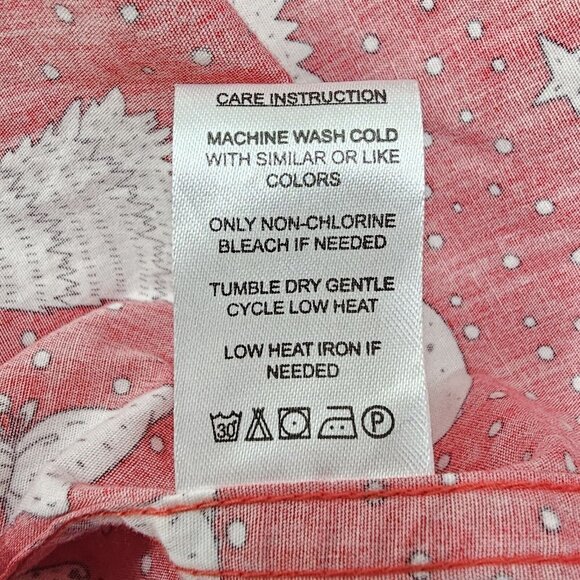 CARE INSTRUCTION
MACHINE WASH COLD
WITH SIMILAR OR LIKE
COLORS
ONLY NON-CHLORINE
BLEACH IF NEEDED
TUMBLE DRY GENTLE
CYCLE LOW HEAT
LOW HEAT IRON IF
NEEDED
30° P